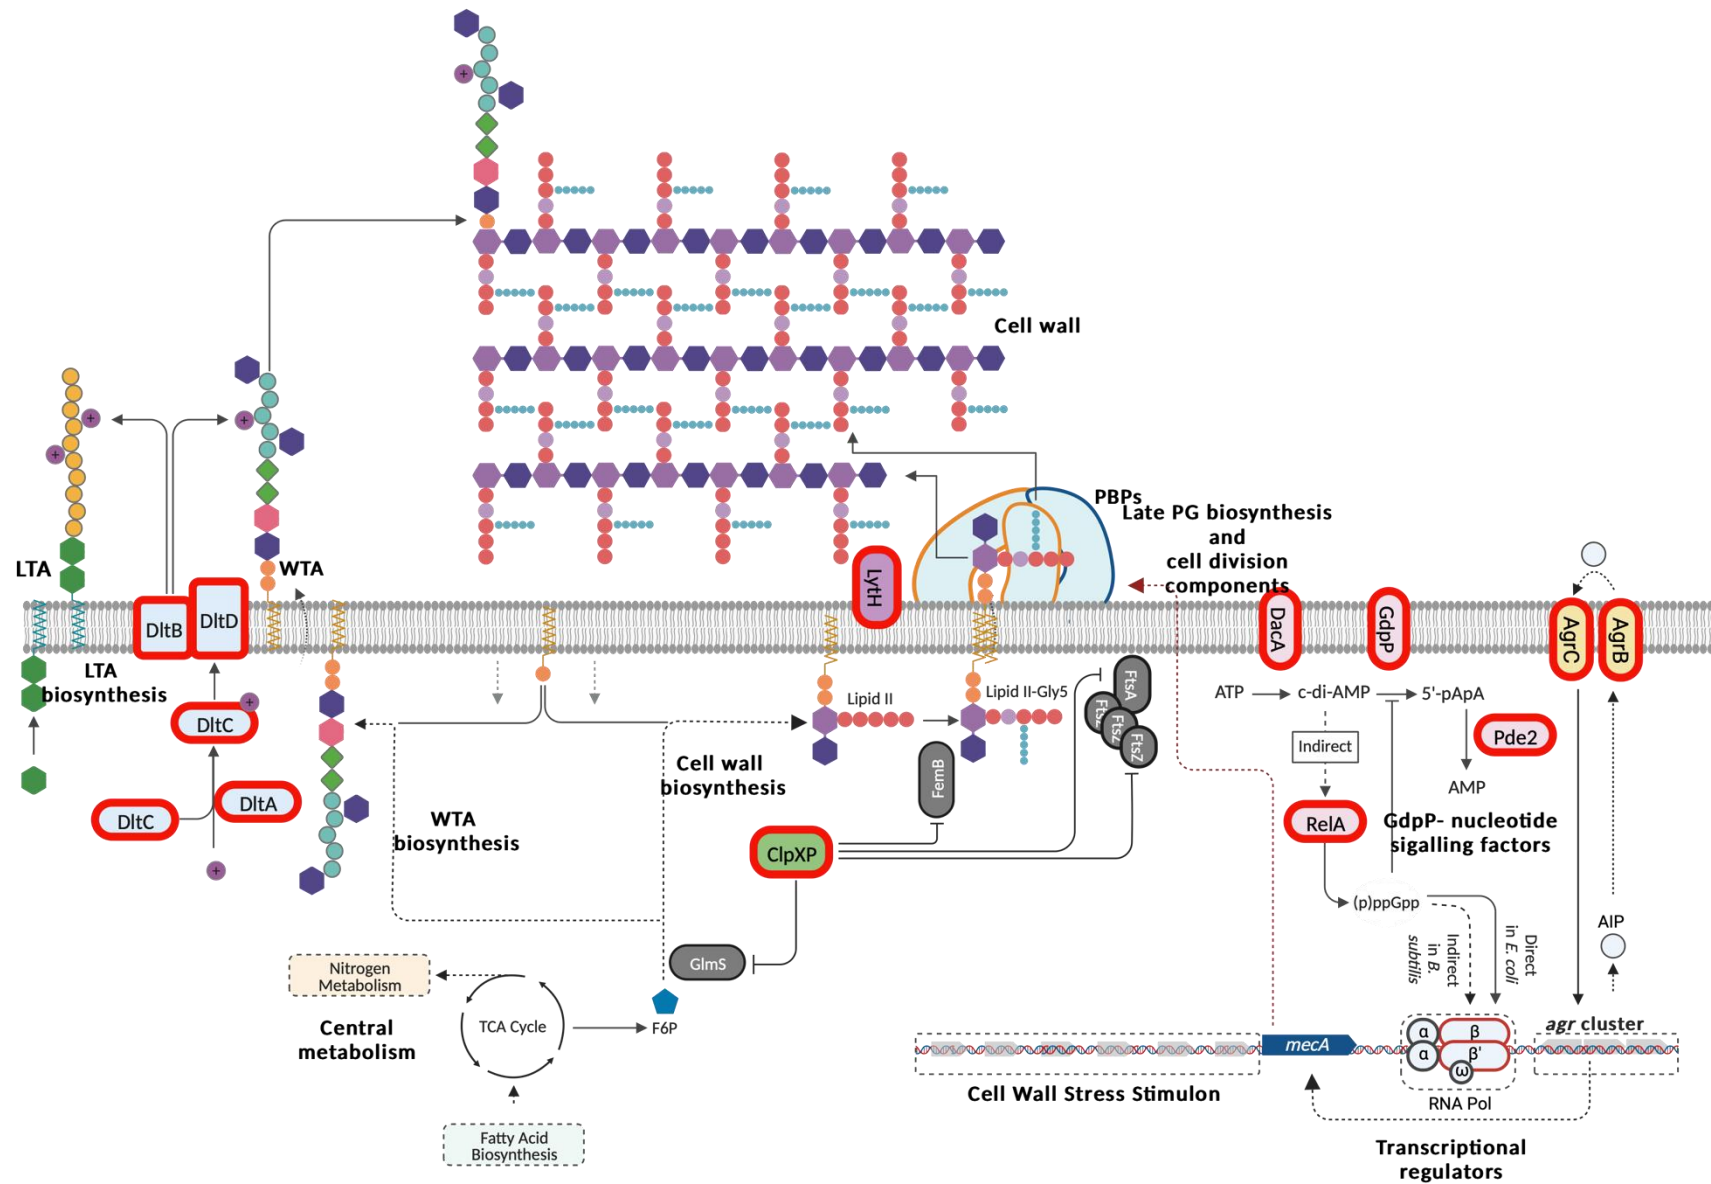 Cell wall
PBPs
Late PG biosynthesis
and
cell division
components
LytH
LTA
WTA
DltB
DltD
DacA
GdpP
AgrC
AgrB
LTA
biosynthesis
DltC
+
DltC
DltA
+
+
+
+
+
Lipid II
Lipid II-Gly5
FtsA
FtsZ
FtsZ
FtsZ
FemB
ATP
c-di-AMP
5'-pApA
Indirect
Pde2
AMP
RelA
GdpP- nucleotide
sigalling factors
Cell wall
biosynthesis
WTA
biosynthesis
ClpXP
(p)ppGpp
Indirect
in B.
subtilis
Direct
in E. coli
AIP
GlmS
Nitrogen
Metabolism
TCA Cycle
F6P
Central
metabolism
Fatty Acid
Biosynthesis
mecA
α
β
α
β'
ω
RNA Pol
agr cluster
Cell Wall Stress Stimulon
Transcriptional
regulators